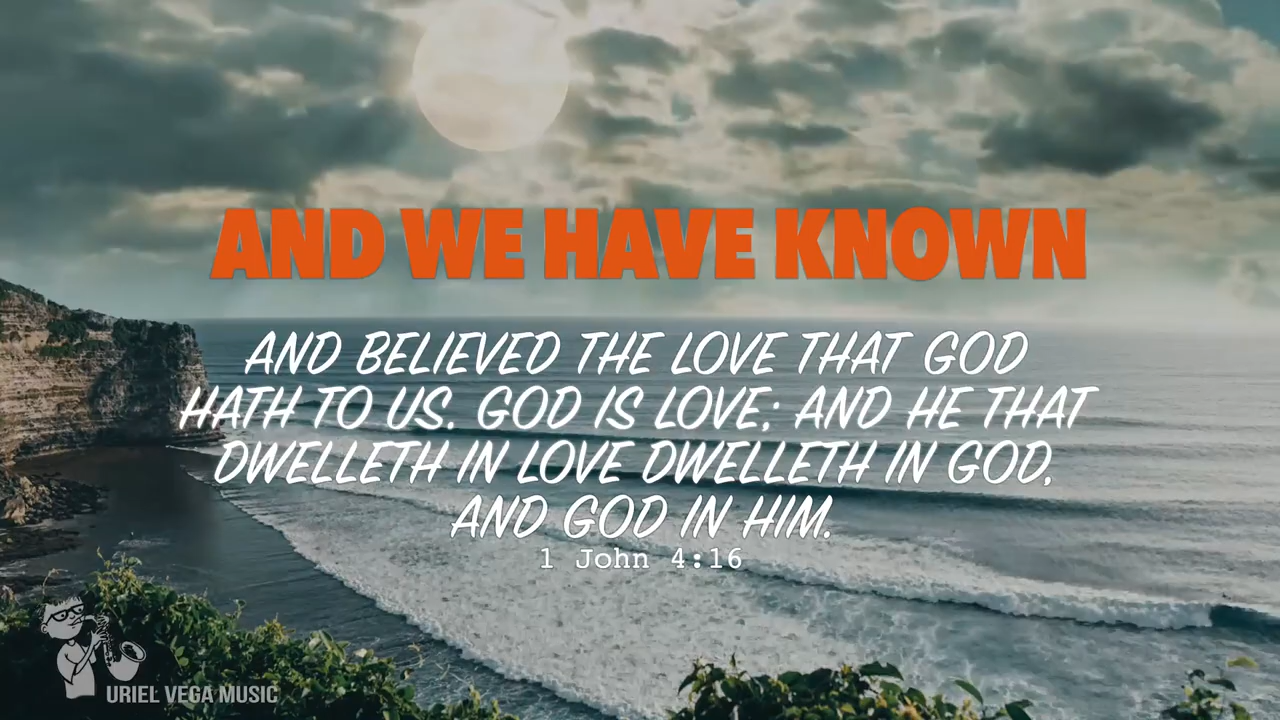 AND WE HAVE KNOWN
AND BELIEVED THE LOVE THAT GOD
HATH TO US. GOD IS LOVE; AND HE THAT
DWELLETH IN LOVE DWELLETH IN GOD,
AND GOD IN HIM.
1 John 4:16
URIEL VEGA MUSIC